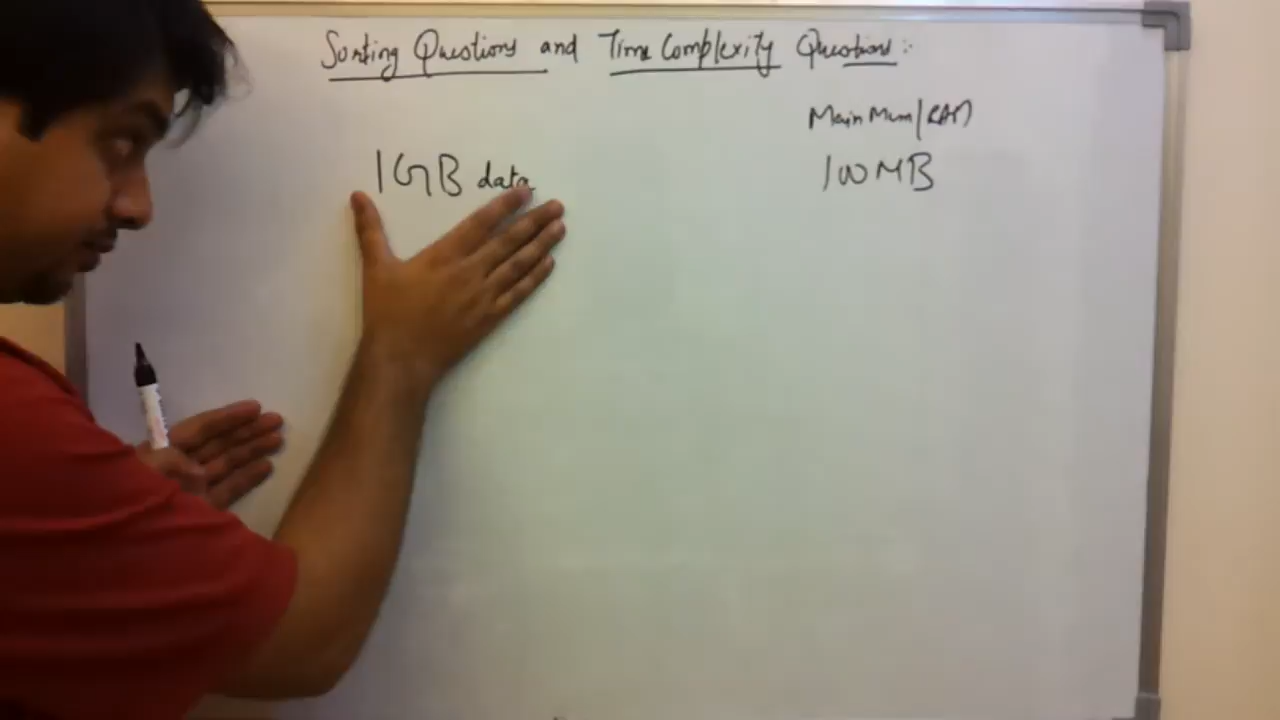 Sorting Questions and Time Complexity Questions :
Main Mem/RAM
1GB data
100MB